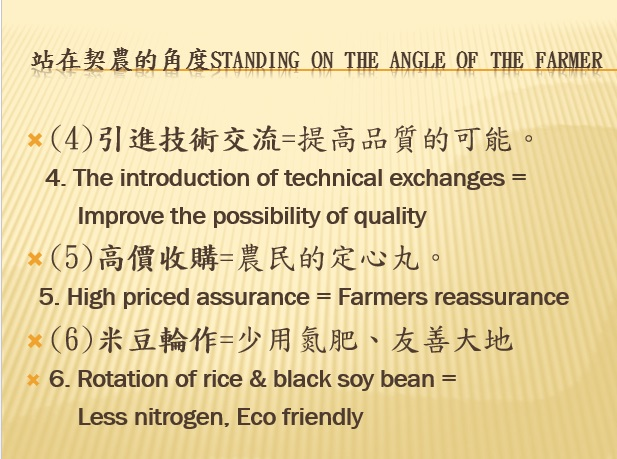 站在契農的角度STANDING ON THE ANGLE OF THE FARMER
(4)引進技術交流=提高品質的可能。
4. The introduction of technical exchanges =
Improve the possibility of quality
(5)高價收購=農民的定心丸。
5. High priced assurance = Farmers reassurance
(6)米豆輪作=少用氮肥、友善大地
6. Rotation of rice & black soy bean =
Less nitrogen, Eco friendly